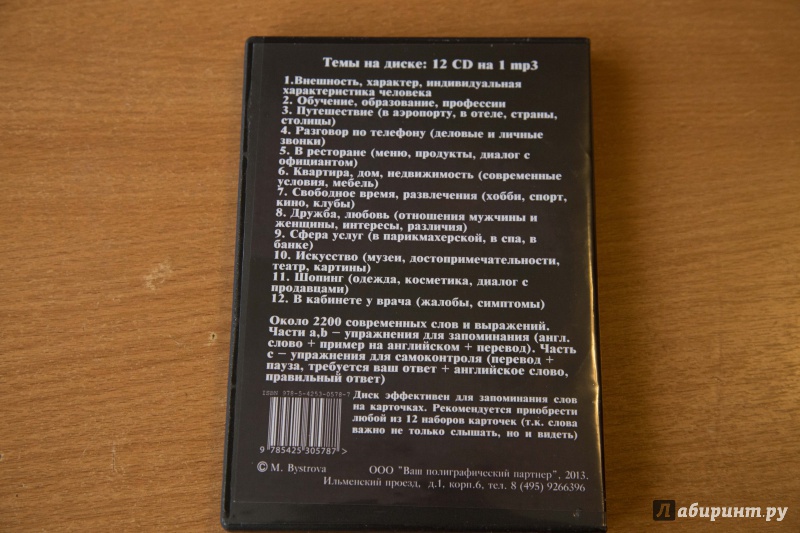 Темы на диске: 12 CD на 1 mp3
1.Внешность, характер, индивидуальная
характеристика человека
2. Обучение, образование, профессии
3. Путешествие (в аэропорту, в отеле, страны,
столицы)
4. Разговор по телефону (деловые и личные
звонки)
5. В ресторане (меню, продукты, диалог с
официантом)
6. Квартира, дом, недвижимость (современные
условия, мебель)
7. Свободное время, развлечения (хобби, спорт,
кино, клубы)
8. Дружба, любовь (отношения мужчины и
женщины, интересы, различия)
9. Сфера услуг (в парикмахерской, в спа, в
банке)
10. Искусство (музеи, достопримечательности,
театр, картины)
11. Шопинг (одежда, косметика, диалог с
продавцами)
12. В кабинете у врача (жалобы, симптомы)
Около 2200 современных слов и выражений.
Части a,b – упражнения для запоминания (англ.
слово + пример на английском + перевод). Часть
c – упражнения для самоконтроля (перевод +
пауза, требуется ваш ответ + английское слово,
правильный ответ)
ISBN 978-5-4253-0578-7
9 785425 305787 >
Диск эффективен для запоминания слов
на карточках. Рекомендуется приобрести
любой из 12 наборов карточек (т.к. слова
важно не только слышать, но и видеть)
© M. Bystrova
ООО "Ваш полиграфический партнер", 2013.
Ильменский проезд, д.1, корп.6, тел. 8 (495) 9266396
Лабиринт.ру